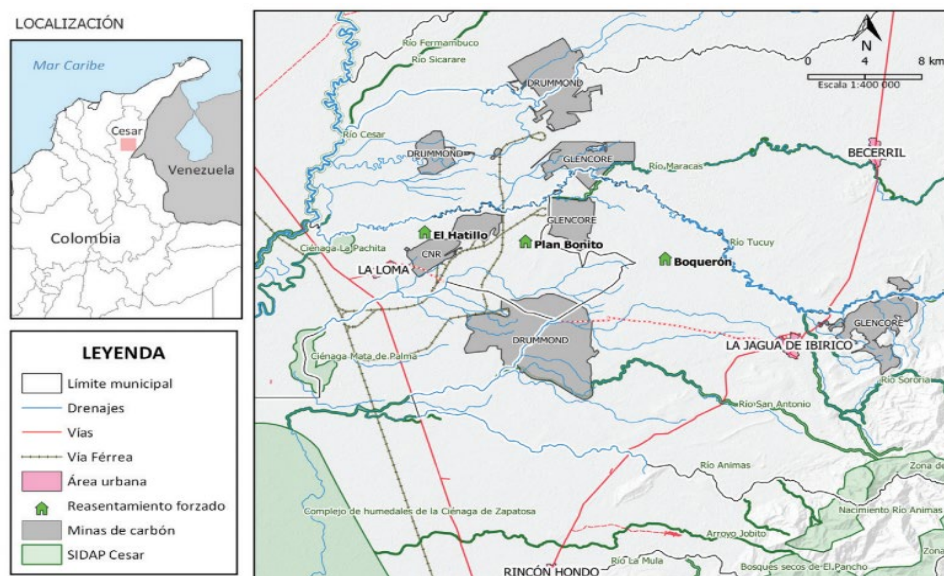 LOCALIZACIÓN
Mar Caribe
Cesar
Venezuela
Colombia
LEYENDA
Límite municipal
Drenajes
Vías
Vía Férrea
Área urbana
Reasentamiento forzado
Minas de carbón
SIDAP Cesar
N
0 4 8 km
Escala 1:400 000
Río Fermambuco
Río Sicarare
DRUMMOND
Río Cesar
DRUMMOND
GLENCORE
Río Maracas
BECERRIL
GLENCORE
El Hatillo
Plan Bonito
Río Tucuy
Ciénaga La Pachita
CNR
Boquerón
LA LOMA
DRUMMOND
GLENCORE
LA JAGUA DE IBIRICO
Ciénaga Mata de Palma
Río Sororia
Río San Antonio
Río Animas
Zona de
Complejo de humedales de la Ciénaga de Zapatosa
Nacimiento Río Animas
Arroyo Jobito
Río La Mula
Bosques secos de El Pancho
Zona
RINCÓN HONDO